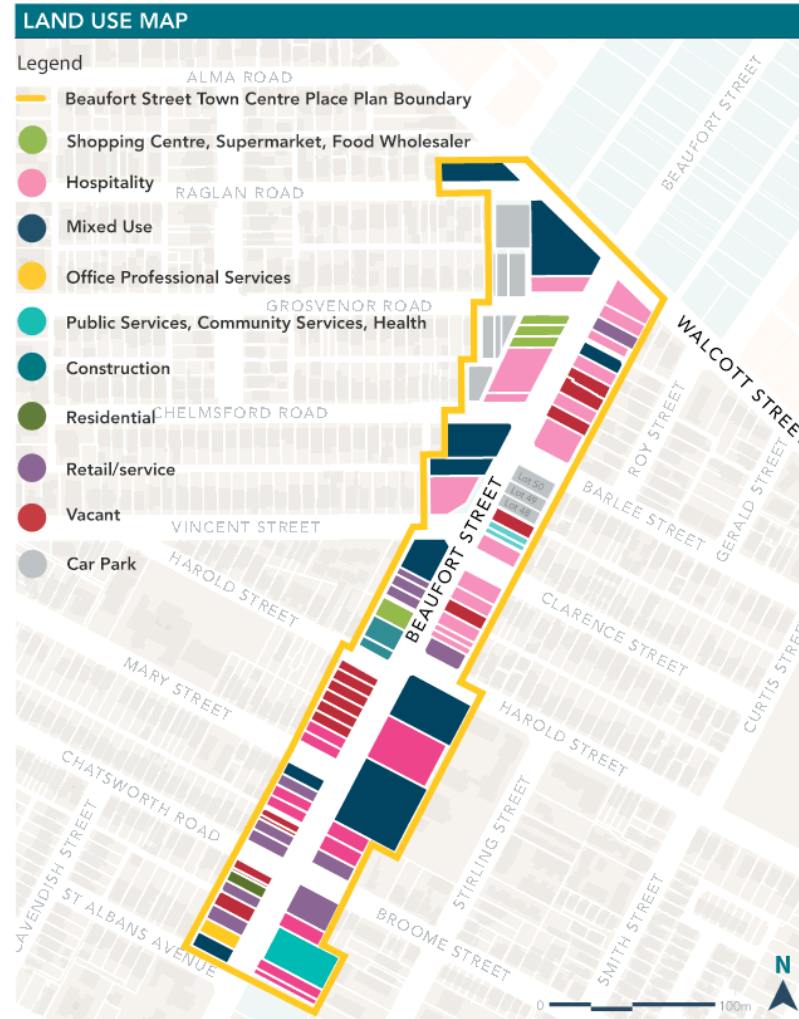 LAND USE MAP
Legend
Beaufort Street Town Centre Place Plan Boundary
Shopping Centre, Supermarket, Food Wholesaler
Hospitality
Mixed Use
Office Professional Services
Public Services, Community Services, Health
Construction
Residential
Retail/service
Vacant
Car Park
ALMA ROAD
RAGLAN ROAD
GROSVENOR ROAD
CHELMSFORD ROAD
VINCENT STREET
HAROLD STREET
MARY STREET
CHATSWORTH ROAD
CAVENDISH STREET
ST ALBANS AVENUE
BEAUFORT STREET
BEAUFORT STREET
WALCOTT STREET
ROY STREET
GERALD STREET
BARLEE STREET
Lot 50
Lot 49
Lot 48
CLARENCE STREET
CURTIS STREE
HAROLD STREET
STIRLING STREET
SMITH STREET
BROOME STREET
N
0 100m